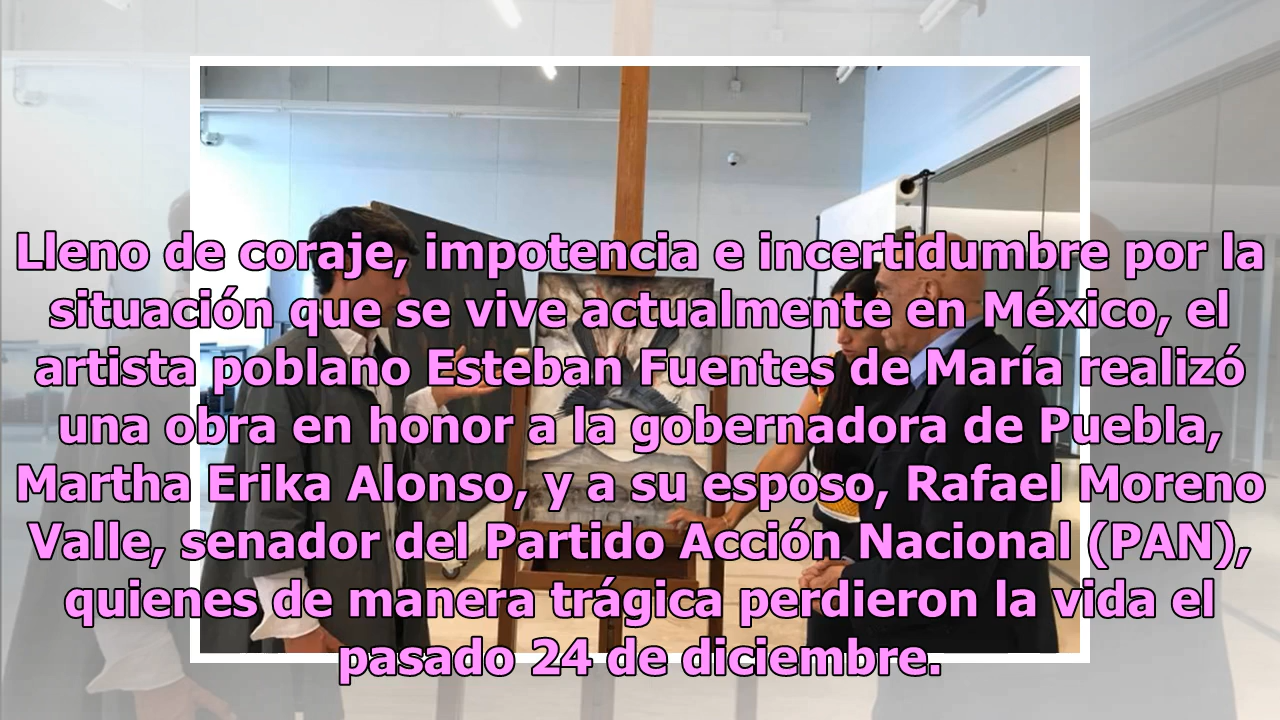 Lleno de coraje, impotencia e incertidumbre por la
situación que se vive actualmente en México, el
artista poblano Esteban Fuentes de María realizó
una obra en honor a la gobernadora de Puebla,
Martha Erika Alonso, y a su esposo, Rafael Moreno
Valle, senador del Partido Acción Nacional (PAN),
quienes de manera trágica perdieron la vida el
pasado 24 de diciembre.